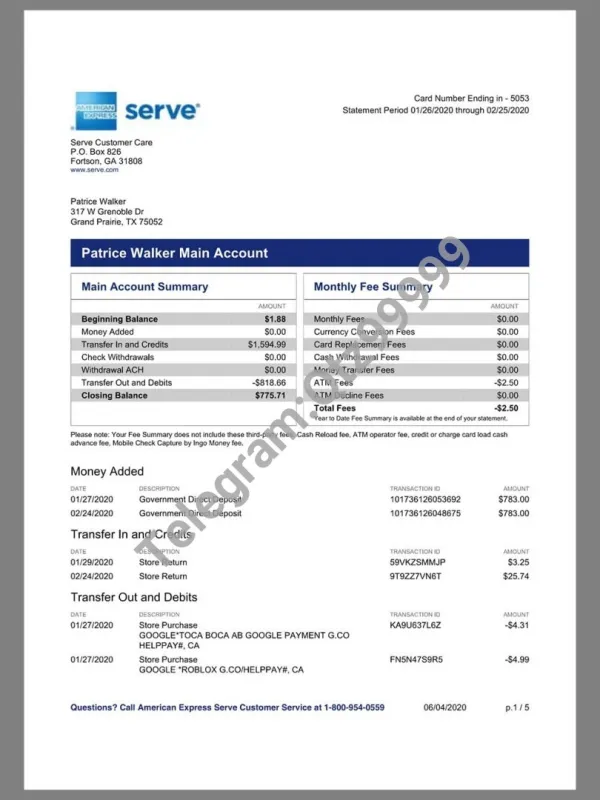 AMERICAN EXPRESS
serve®
Card Number Ending in - 5053
Statement Period 01/26/2020 through 02/25/2020
Serve Customer Care
P.O. Box 826
Fortson, GA 31808
www.serve.com
Patrice Walker
317 W Grenoble Dr
Grand Prairie, TX 75052
Patrice Walker Main Account
Main Account Summary
AMOUNT
Beginning Balance $1.88
Money Added $0.00
Transfer In and Credits $1,594.99
Check Withdrawals $0.00
Withdrawal ACH $0.00
Transfer Out and Debits -$818.66
Closing Balance $775.71
Monthly Fee Summary
AMOUNT
Monthly Fees $0.00
Currency Conversion Fees $0.00
Card Replacement Fees $0.00
Cash Withdrawal Fees $0.00
Money Transfer Fees $0.00
ATM Fees -$2.50
ATM Decline Fees $0.00
Total Fees -$2.50
Year to Date Fee Summary is available at the end of your statement.
Please note: Your Fee Summary does not include these third-party fees: Cash Reload fee, ATM operator fee, credit or charge card load cash
advance fee, Mobile Check Capture by Ingo Money fee.
Money Added
DATE DESCRIPTION TRANSACTION ID AMOUNT
01/27/2020 Government Direct Deposit 101736126053692 $783.00
02/24/2020 Government Direct Deposit 101736126048675 $783.00
Transfer In and Credits
DATE DESCRIPTION TRANSACTION ID AMOUNT
01/29/2020 Store Return 59VKZSMMJP $3.25
02/24/2020 Store Return 9T9ZZ7VN6T $25.74
Transfer Out and Debits
DATE DESCRIPTION TRANSACTION ID AMOUNT
01/27/2020 Store Purchase KA9U637L6Z -$4.31
GOOGLE*TOCA BOCA AB GOOGLE PAYMENT G.CO
HELPPAY#, CA
01/27/2020 Store Purchase FN5N47S9R5 -$4.99
GOOGLE *ROBLOX G.CO/HELPPAY#, CA
Questions? Call American Express Serve Customer Service at 1-800-954-0559 06/04/2020 p.1 / 5